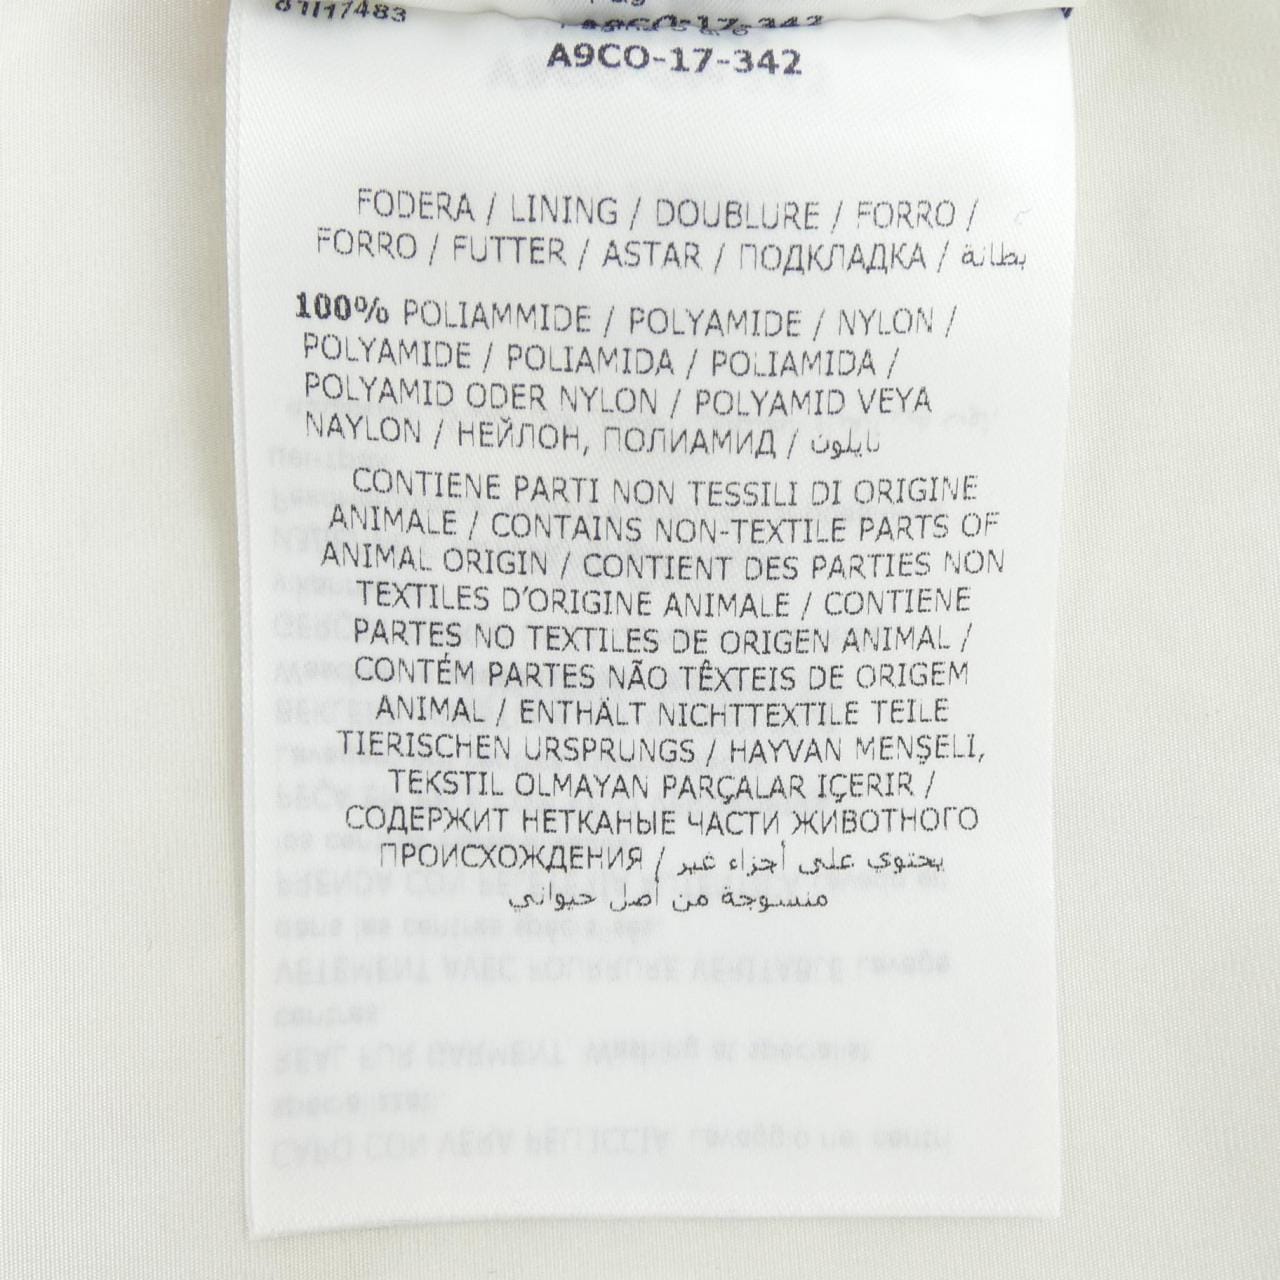 A9CO-17-342
FODERA / LINING / DOUBLURE / FORRO /
FORRO / FUTTER / ASTAR / ПОДКЛАДКА / بطانة
100% POLIAMMIDE / POLYAMIDE / NYLON /
POLYAMIDE / POLIAMIDA / POLIAMIDA /
POLYAMID ODER NYLON / POLYAMID VEYA
NAYLON / НЕЙЛОН, ПОЛИАМИД / نايلون
CONTIENE PARTI NON TESSILI DI ORIGINE
ANIMALE / CONTAINS NON-TEXTILE PARTS OF
ANIMAL ORIGIN / CONTIENT DES PARTIES NON
TEXTILES D'ORIGINE ANIMALE / CONTIENE
PARTES NO TEXTILES DE ORIGEN ANIMAL /
CONTÉM PARTES NÃO TÊXTEIS DE ORIGEM
ANIMAL / ENTHÄLT NICHTTEXTILE TEILE
TIERISCHEN URSPRUNGS / HAYVAN MENŞELİ,
TEKSTIL OLMAYAN PARÇALAR IÇERIR /
СОДЕРЖИТ НЕТКАНЫЕ ЧАСТИ ЖИВОТНОГО
ПРОИСХОЖДЕНИЯ / يحتوي على أجزاء غير
منسوجة من أصل حيواني